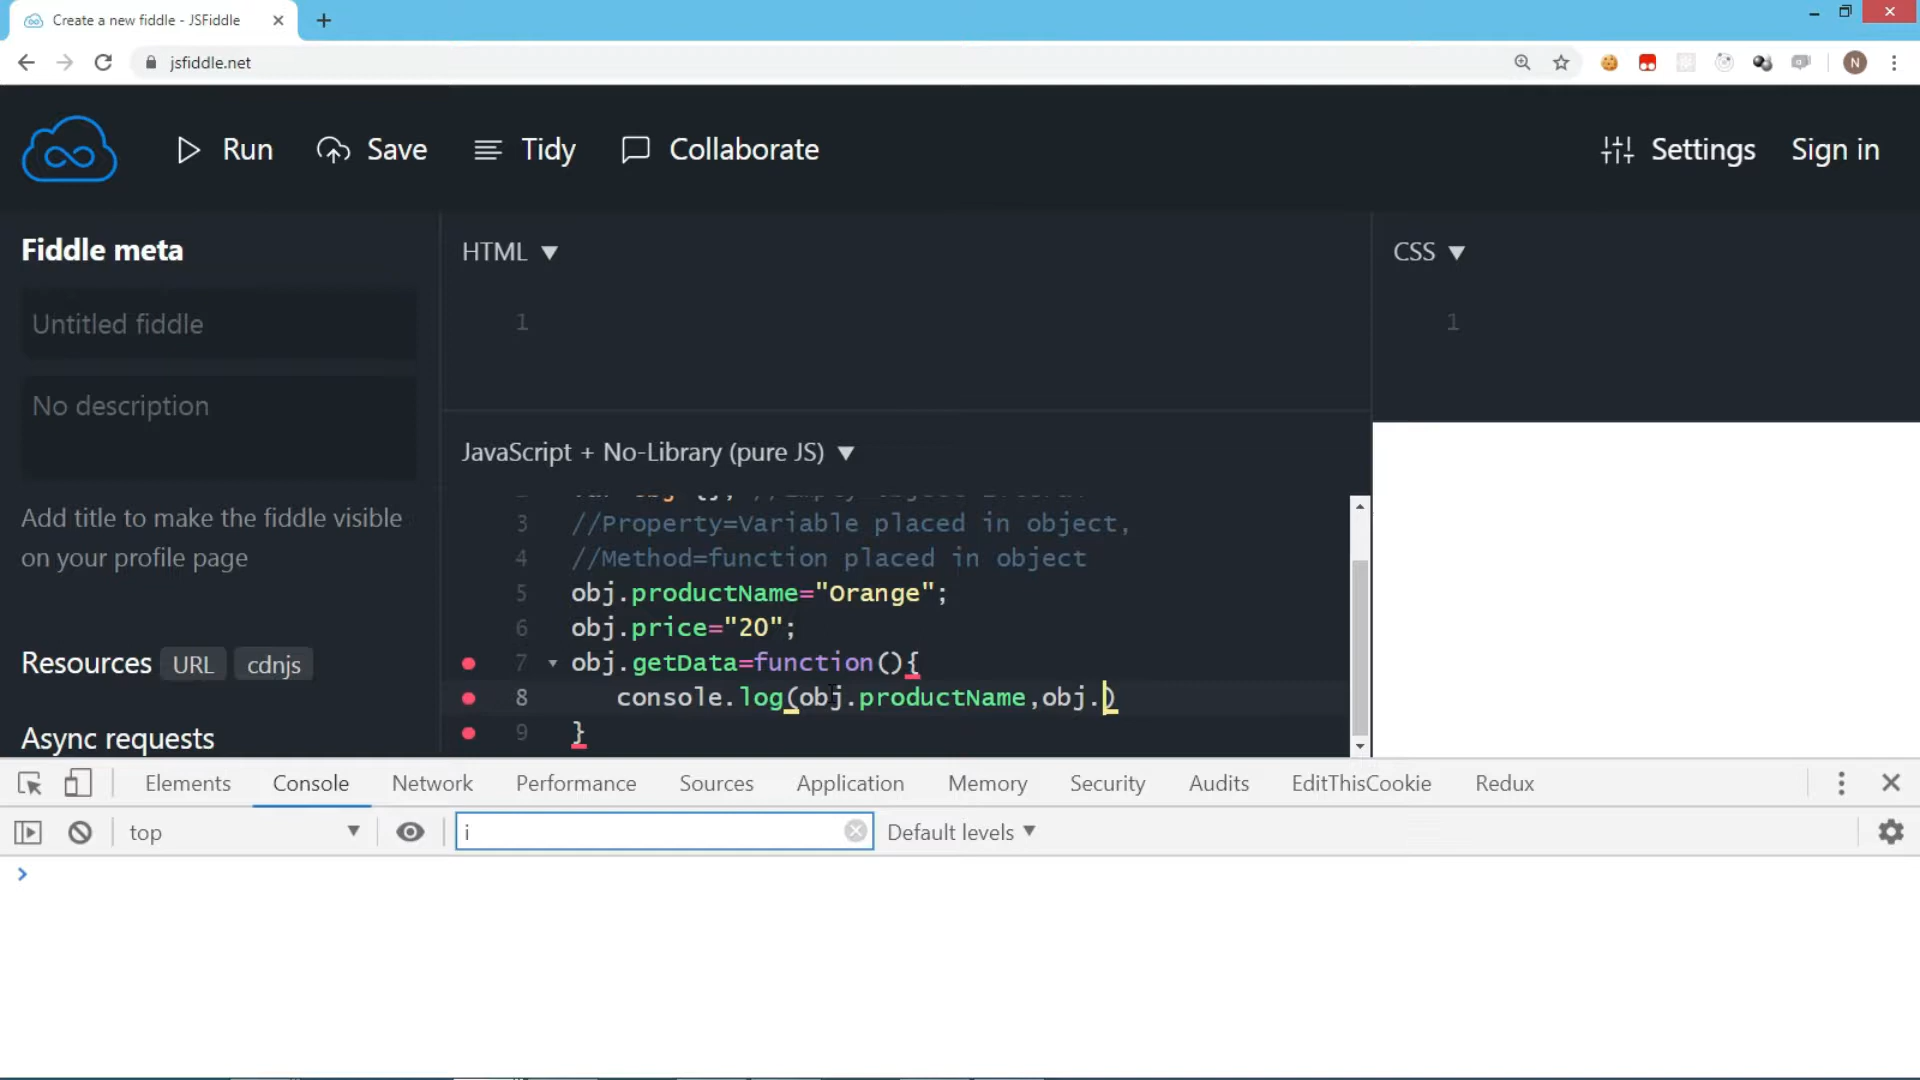 Create a new fiddle - JSFiddle
jsfiddle.net
N
Run
Save
Tidy
Collaborate
Settings
Sign in
Fiddle meta
Untitled fiddle
No description
Add title to make the fiddle visible
on your profile page
Resources URL cdnjs
Async requests
HTML
1
CSS
1
JavaScript + No-Library (pure JS)
3 //Property=Variable placed in object,
4 //Method=function placed in object
5 obj.productName="Orange";
6 obj.price="20";
7 obj.getData=function(){
8 console.log(obj.productName,obj.)
9 }
Elements Console Network Performance Sources Application Memory Security Audits EditThisCookie Redux
top
i
Default levels